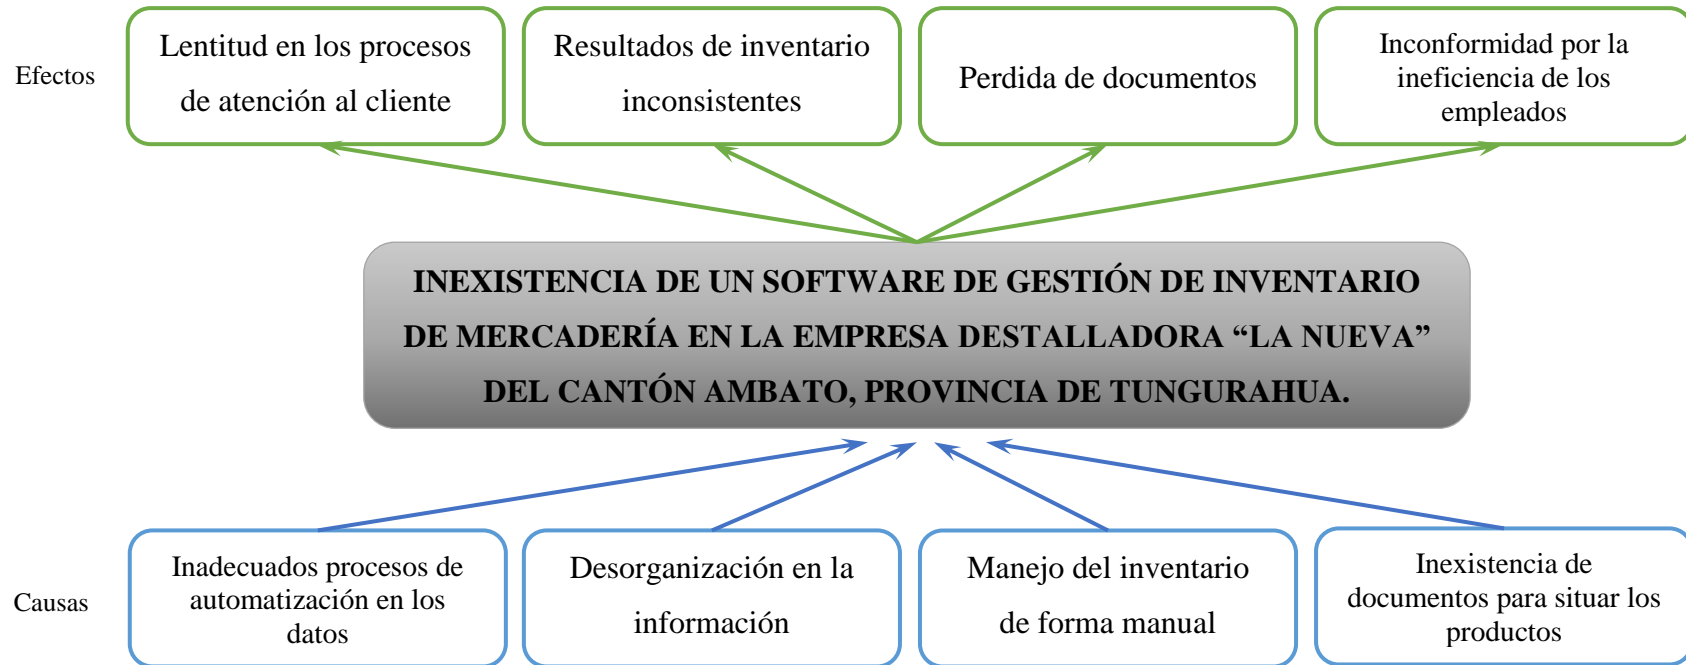 Efectos
Lentitud en los procesos
de atención al cliente
Resultados de inventario
inconsistentes
Perdida de documentos
Inconformidad por la
ineficiencia de los
empleados
INEXISTENCIA DE UN SOFTWARE DE GESTIÓN DE INVENTARIO
DE MERCADERÍA EN LA EMPRESA DESTALLADORA “LA NUEVA”
DEL CANTÓN AMBATO, PROVINCIA DE TUNGURAHUA.
Causas
Inadecuados procesos de
automatización en los
datos
Desorganización en la
información
Manejo del inventario
de forma manual
Inexistencia de
documentos para situar los
productos